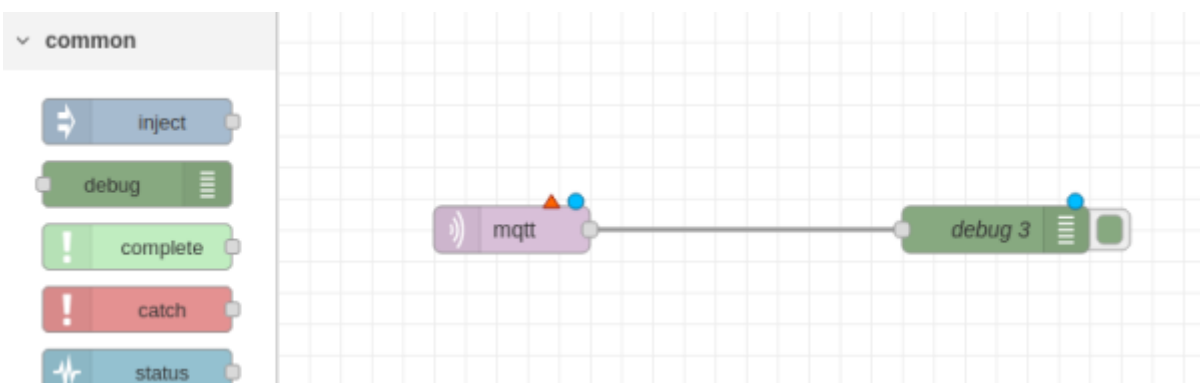 common
inject
debug
complete
catch
status
mqtt
debug 3